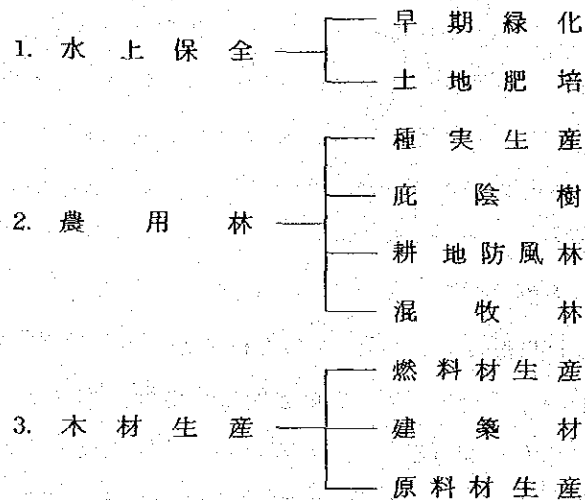 早期緑化
1. 水上保全
土地肥培
種実生産
庇陰樹
2. 農用林
耕地防風林
混牧林
燃料材生産
3. 木材生産
建築材
原料材生産